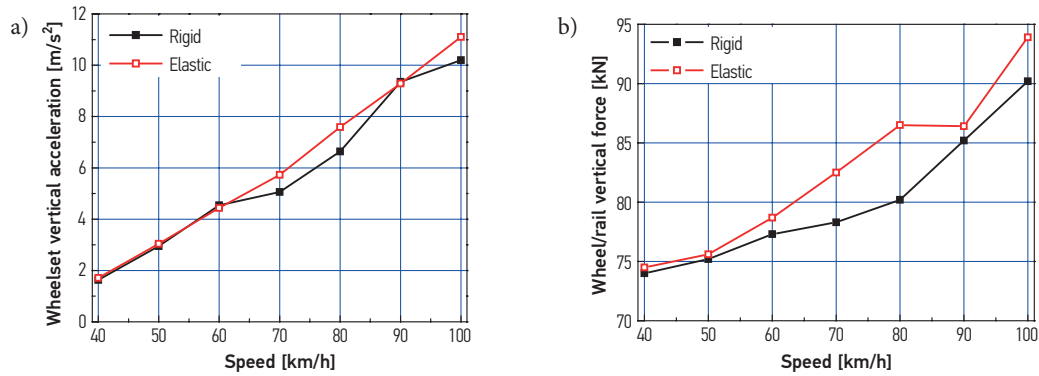 a)
Wheelset vertical acceleration [m/s²]
12
10
8
6
4
2
0
Rigid
Elastic
40 50 60 70 80 90 100
Speed [km/h]
b)
Wheel/rail vertical force [kN]
95
90
85
80
75
70
Rigid
Elastic
40 50 60 70 80 90 100
Speed [km/h]